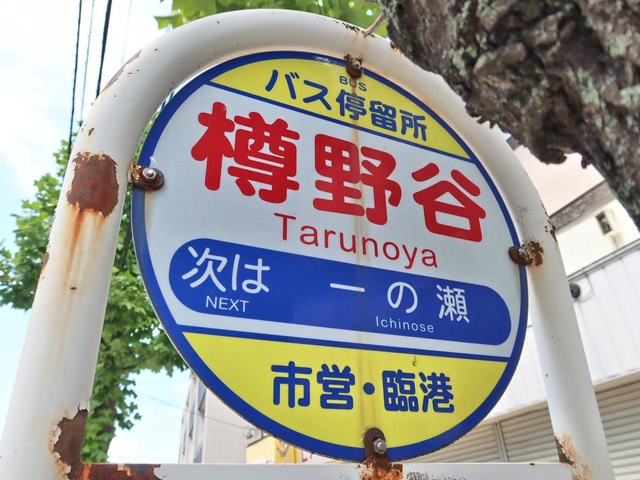 BUS
バス停留所
樽野谷
Tarunoya
次は 一の瀬
NEXT Ichinose
市営・臨港